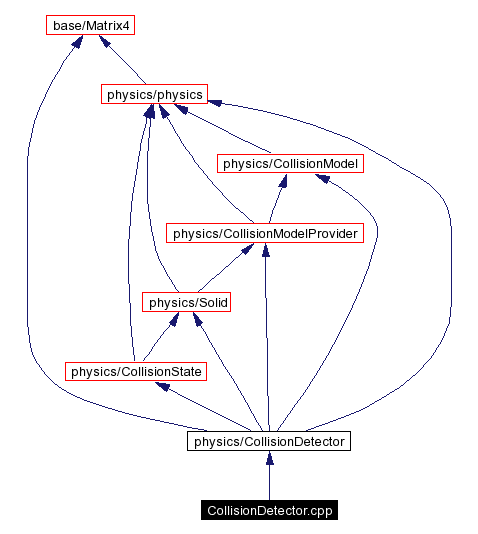 base/Matrix4
physics/physics
physics/CollisionModel
physics/CollisionModelProvider
physics/Solid
physics/CollisionState
physics/CollisionDetector
CollisionDetector.cpp